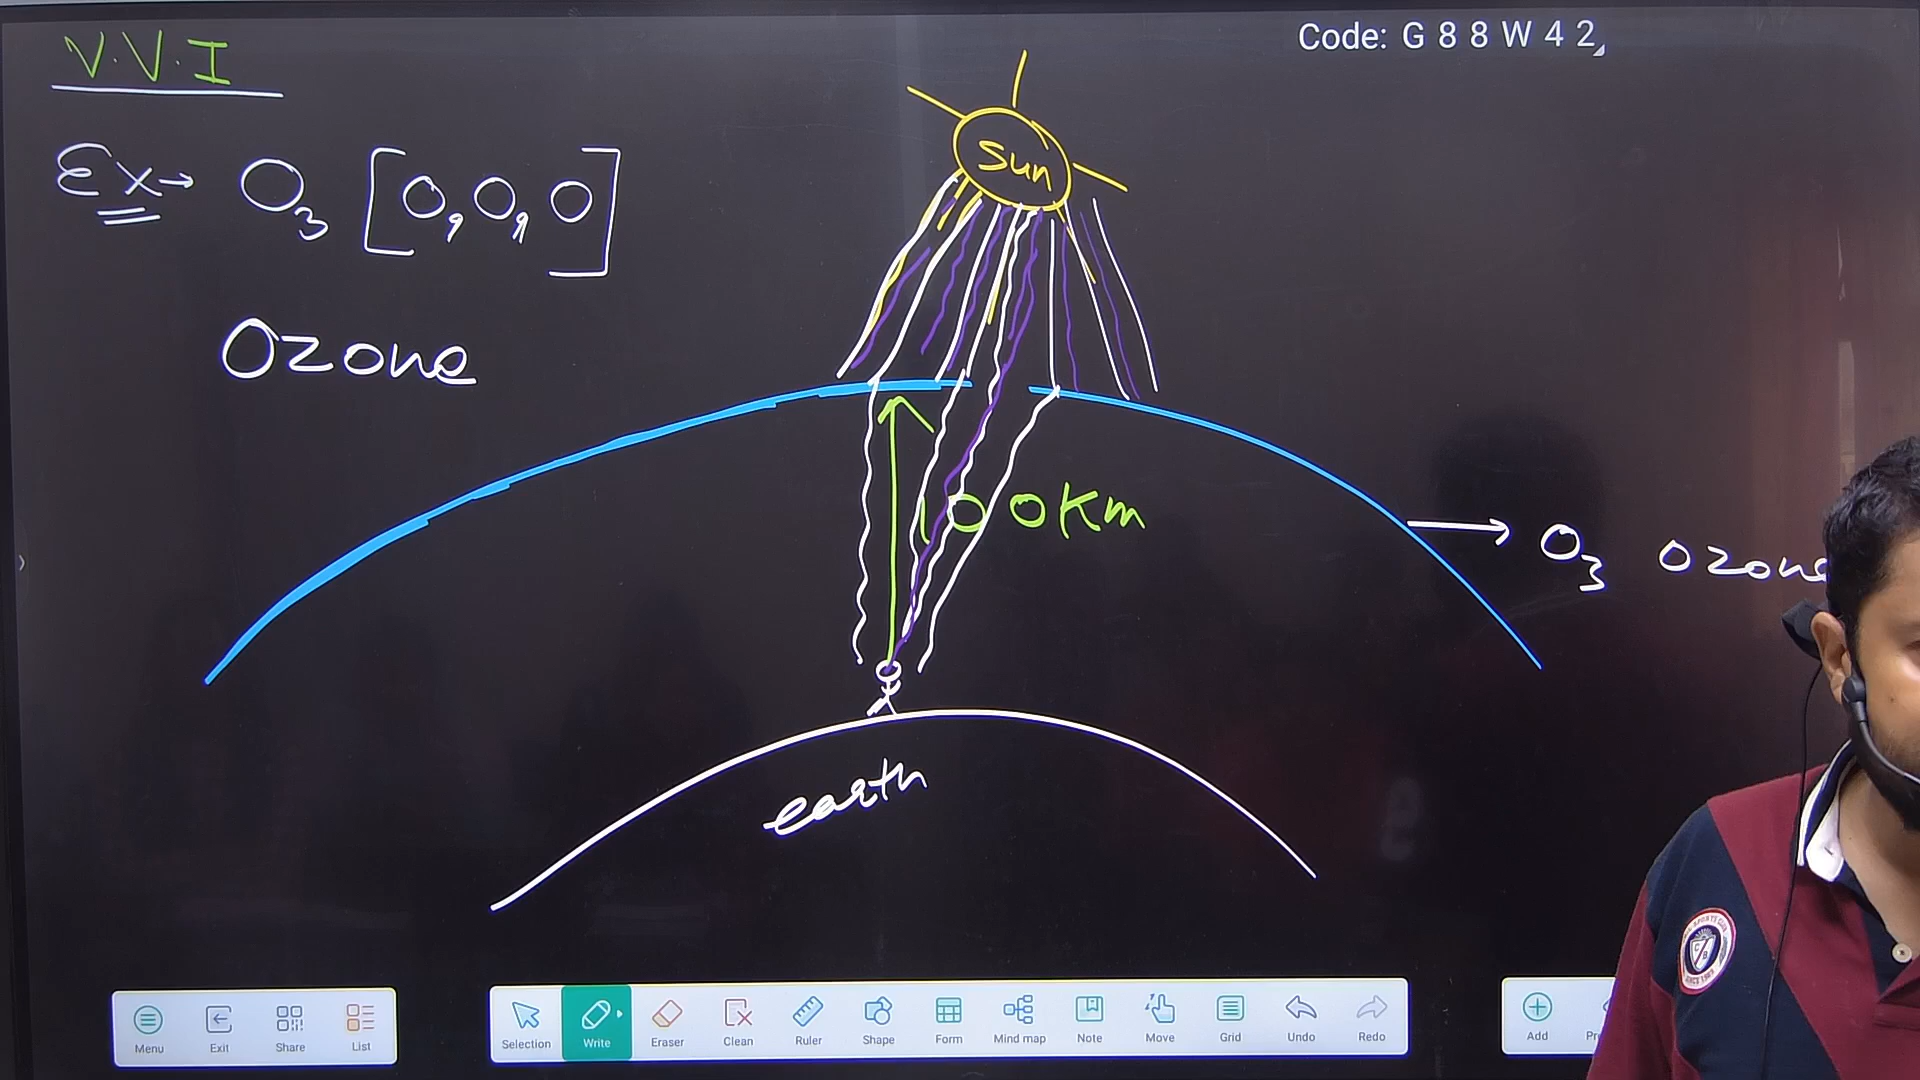 V.V.I
Code: G 8 8 W 4 2
Ex→ O3 [O, O, O]
Sun
Ozone
100Km
→ O3 Ozone
earth
Menu Exit Share List Selection Write Eraser Clean Ruler Shape Form Mind map Note Move Grid Undo Redo Add